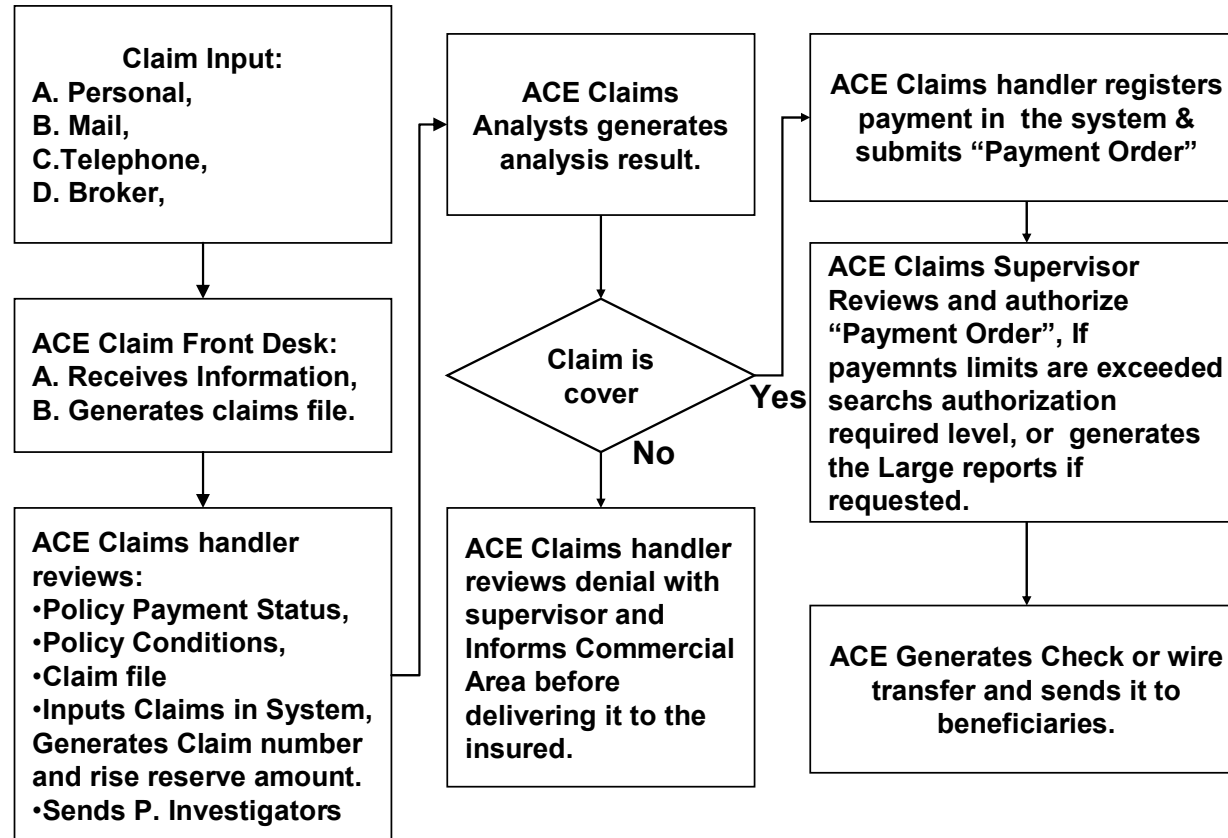 Claim Input:
A. Personal,
B. Mail,
C.Telephone,
D. Broker,
ACE Claim Front Desk:
A. Receives Information,
B. Generates claims file.
ACE Claims handler
reviews:
•Policy Payment Status,
•Policy Conditions,
•Claim file
•Inputs Claims in System,
Generates Claim number
and rise reserve amount.
•Sends P. Investigators
ACE Claims
Analysts generates
analysis result.
Claim is
cover
Yes
No
ACE Claims handler
reviews denial with
supervisor and
Informs Commercial
Area before
delivering it to the
insured.
ACE Claims handler registers
payment in the system &
submits “Payment Order”
ACE Claims Supervisor
Reviews and authorize
“Payment Order”, If
payemnts limits are exceeded
searchs authorization
required level, or generates
the Large reports if
requested.
ACE Generates Check or wire
transfer and sends it to
beneficiaries.